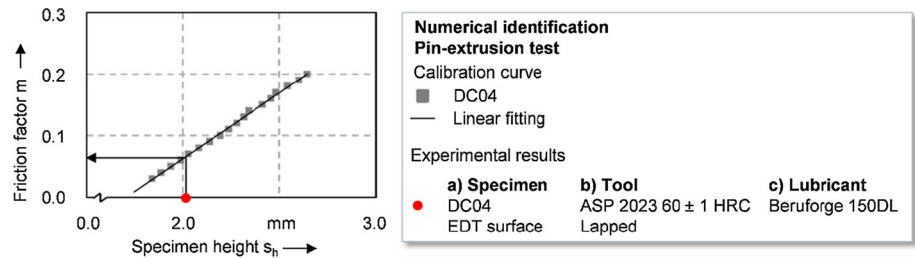 0.3
0.2
0.1
0.0
Friction factor m
0.0 2.0 mm 3.0
Specimen height sh
Numerical identification
Pin-extrusion test
Calibration curve
DC04
Linear fitting
Experimental results
a) Specimen b) Tool c) Lubricant
DC04 ASP 2023 60 ± 1 HRC Beruforge 150DL
EDT surface Lapped